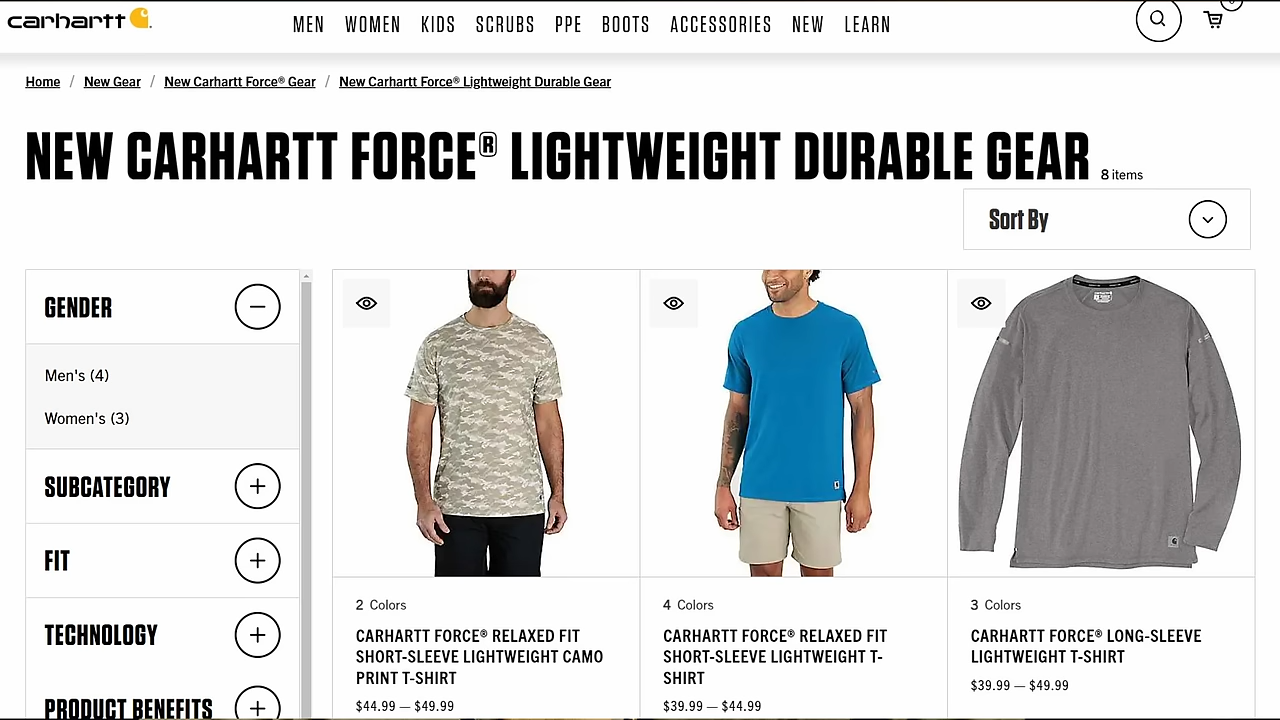 carhartt
MEN WOMEN KIDS SCRUBS PPE BOOTS ACCESSORIES NEW LEARN
Home / New Gear / New Carhartt Force® Gear / New Carhartt Force® Lightweight Durable Gear
NEW CARHARTT FORCE® LIGHTWEIGHT DURABLE GEAR 8 items
Sort By
GENDER
Men's (4)
Women's (3)
SUBCATEGORY
FIT
TECHNOLOGY
PRODUCT BENEFITS
2 Colors
CARHARTT FORCE® RELAXED FIT
SHORT-SLEEVE LIGHTWEIGHT CAMO
PRINT T-SHIRT
$44.99 — $49.99
4 Colors
CARHARTT FORCE® RELAXED FIT
SHORT-SLEEVE LIGHTWEIGHT T-
SHIRT
$39.99 — $44.99
3 Colors
CARHARTT FORCE® LONG-SLEEVE
LIGHTWEIGHT T-SHIRT
$39.99 — $49.99